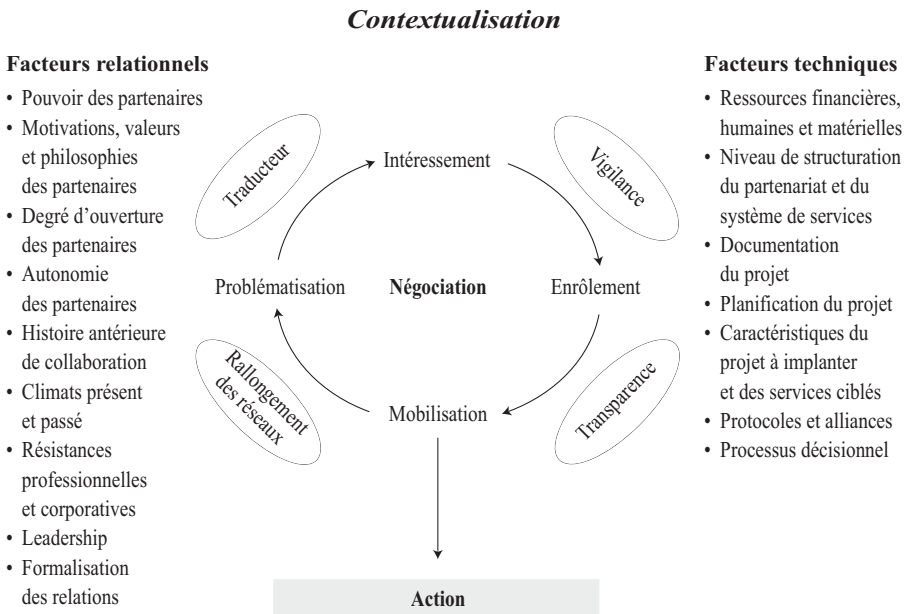 Contextualisation
Facteurs relationnels
• Pouvoir des partenaires
• Motivations, valeurs
et philosophies
des partenaires
• Degré d’ouverture
des partenaires
• Autonomie
des partenaires
• Histoire antérieure
de collaboration
• Climats présent
et passé
• Résistances
professionnelles
et corporatives
• Leadership
• Formalisation
des relations
Traducteur
Intéressement
Vigilance
Problématisation
Négociation
Enrôlement
Rallongement
des réseaux
Mobilisation
Transparence
Action
Facteurs techniques
• Ressources financières,
humaines et matérielles
• Niveau de structuration
du partenariat et du
système de services
• Documentation
du projet
• Planification du projet
• Caractéristiques du
projet à implanter
et des services ciblés
• Protocoles et alliances
• Processus décisionnel